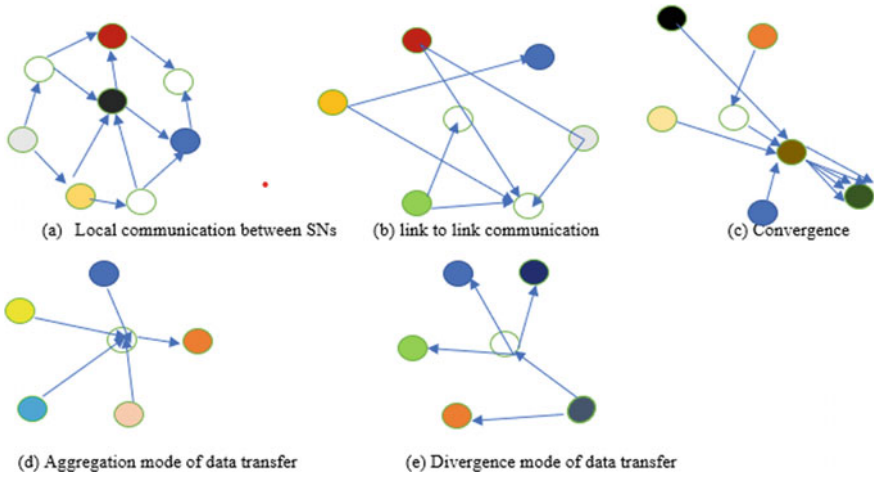 (a) Local communication between SNs
(b) link to link communication
(c) Convergence
(d) Aggregation mode of data transfer
(e) Divergence mode of data transfer